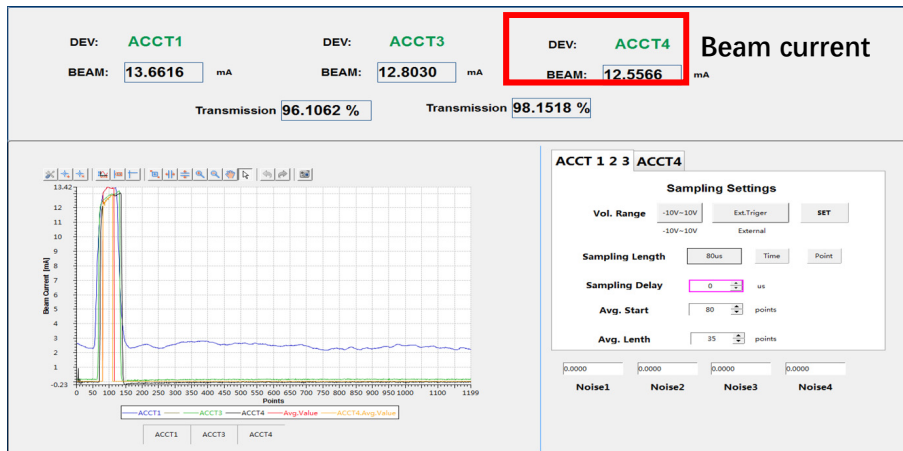 DEV: ACCT1 DEV: ACCT3 DEV: ACCT4 Beam current
BEAM: 13.6616 mA BEAM: 12.8030 mA BEAM: 12.5566 mA
Transmission 96.1062 % Transmission 98.1518 %
ACCT 1 2 3 ACCT4
Sampling Settings
Vol. Range -10V~10V Ext.Triger SET
-10V~10V External
Sampling Length 80us Time Point
Sampling Delay 0 us
Avg. Start 80 points
Avg. Lenth 35 points
0.0000 0.0000 0.0000 0.0000
Noise1 Noise2 Noise3 Noise4
13.42
12
11
10
9
8
7
6
5
4
3
2
1
-0.23
Beam Current [mA]
0 50 100 150 200 250 300 350 400 450 500 550 600 650 700 750 800 850 900 950 1000 1100 1199
Points
ACCT1 ACCT3 ACCT4 Avg.Value ACCT4.Avg.Value
ACCT1 ACCT3 ACCT4